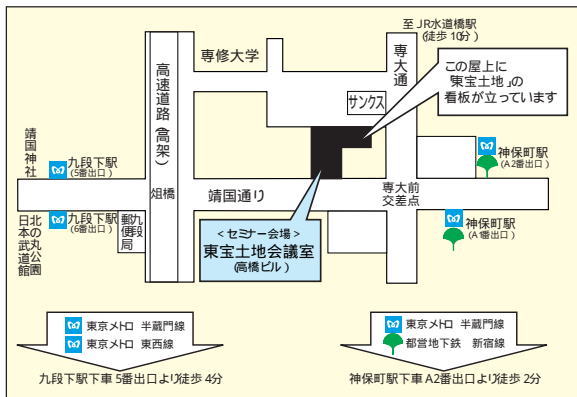 至JR水道橋駅
(徒歩10分)
専修大学
専大通
高速道路(高架)
サンクス
この屋上に
「東宝土地」の
看板が立っています
靖国神社
九段下駅
(5番出口)
神保町駅
(A2番出口)
俎橋
靖国通り
専大前
交差点
北の丸公園
日本武道館
九段下駅
(6番出口)
九段
郵便局
<セミナー会場>
東宝土地会議室
(高橋ビル)
神保町駅
(A1番出口)
東京メトロ 半蔵門線
東京メトロ 東西線
九段下駅下車5番出口より徒歩4分
東京メトロ 半蔵門線
都営地下鉄 新宿線
神保町駅下車A2番出口より徒歩2分